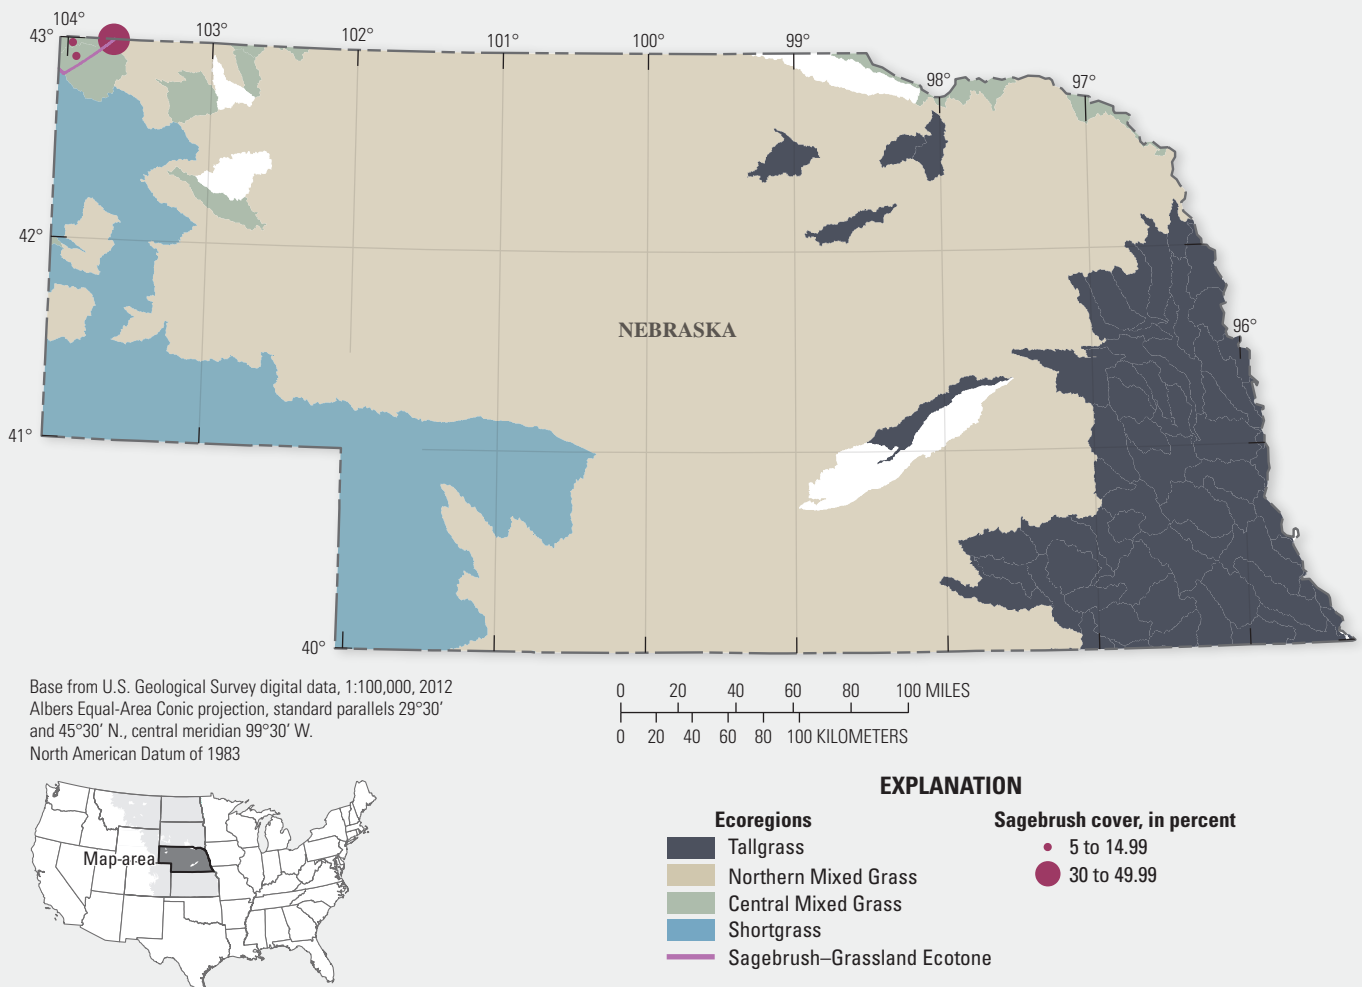 104°
43°
103°
102°
101°
100°
99°
98°
97°
42°
96°
NEBRASKA
41°
40°
Base from U.S. Geological Survey digital data, 1:100,000, 2012
Albers Equal-Area Conic projection, standard parallels 29°30′
and 45°30′ N., central meridian 99°30′ W.
North American Datum of 1983
0 20 40 60 80 100 MILES
0 20 40 60 80 100 KILOMETERS
Map-area
EXPLANATION
Ecoregions
Tallgrass
Northern Mixed Grass
Central Mixed Grass
Shortgrass
Sagebrush–Grassland Ecotone
Sagebrush cover, in percent
5 to 14.99
30 to 49.99